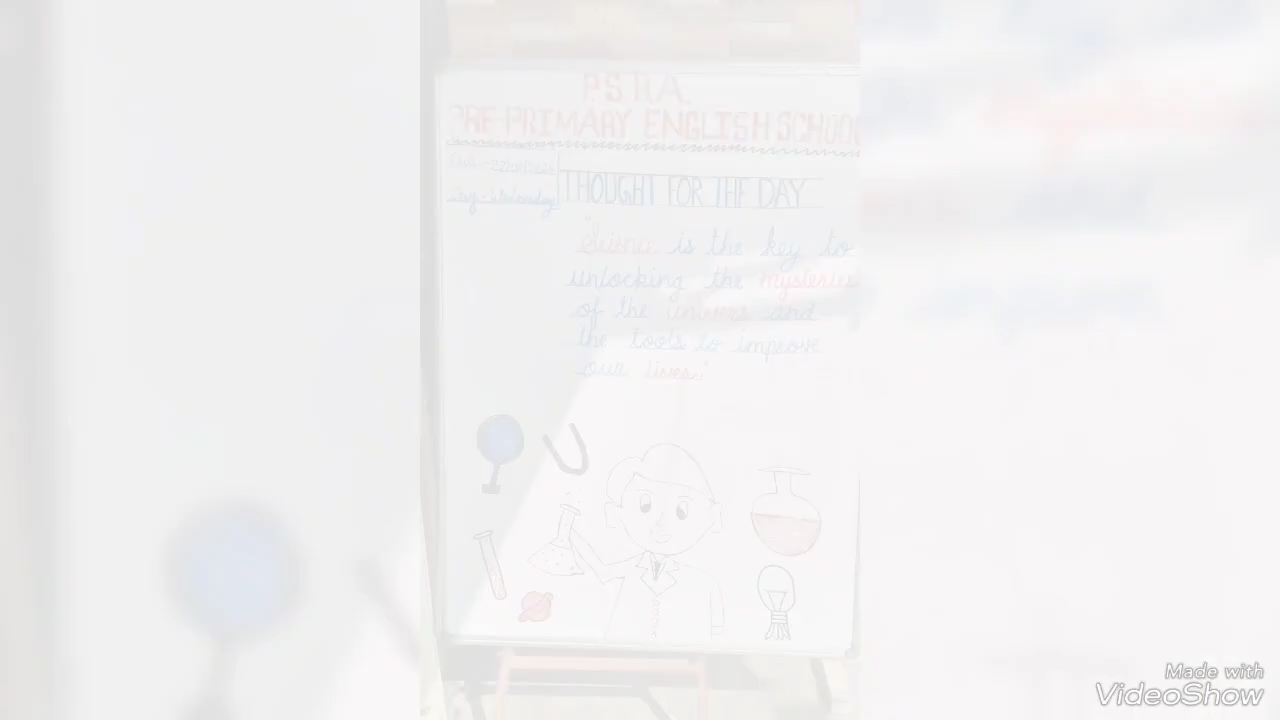 PRE-PRIMARY ENGLISH SCHOOL
THOUGHT FOR THE DAY
"Science is the key to
unlocking the mysteries
of the and
the tools to improve
our lives."
Made with
VideoShow